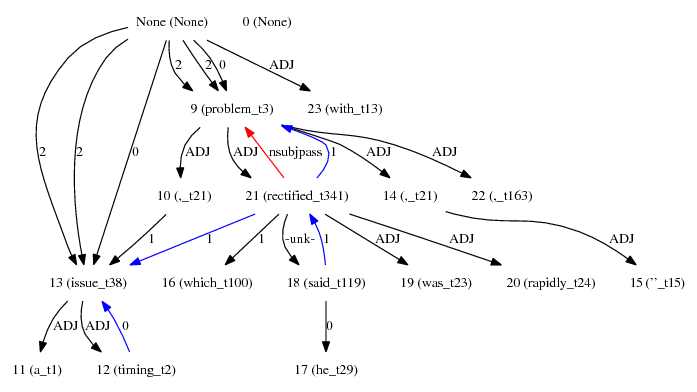 None (None) 0 (None)
2 2 0 ADJ
9 (problem_t3) 23 (with_t13)
2 2 0
ADJ ADJ nsubjpass 1 ADJ ADJ
10 (,_t21) 21 (rectified_t341) 14 (,_t21) 22 (,_t163)
1 1 1 -unk- 1 ADJ ADJ ADJ
13 (issue_t38) 16 (which_t100) 18 (said_t119) 19 (was_t23) 20 (rapidly_t24) 15 (''_t15)
ADJ ADJ 0 0
11 (a_t1) 12 (timing_t2) 17 (he_t29)